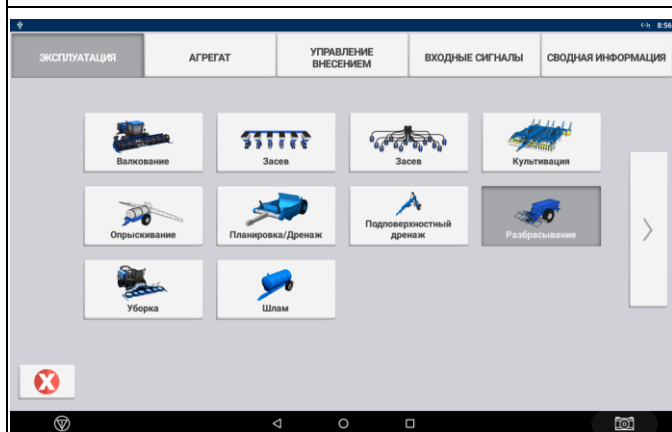 8:56
ЭКСПЛУАТАЦИЯ
АГРЕГАТ
УПРАВЛЕНИЕ
ВНЕСЕНИЕМ
ВХОДНЫЕ СИГНАЛЫ
СВОДНАЯ ИНФОРМАЦИЯ
Валкование
Засев
Засев
Культивация
Опрыскивание
Планировка/Дренаж
Подповерхностный
дренаж
Разбрасывание
Уборка
Шлам